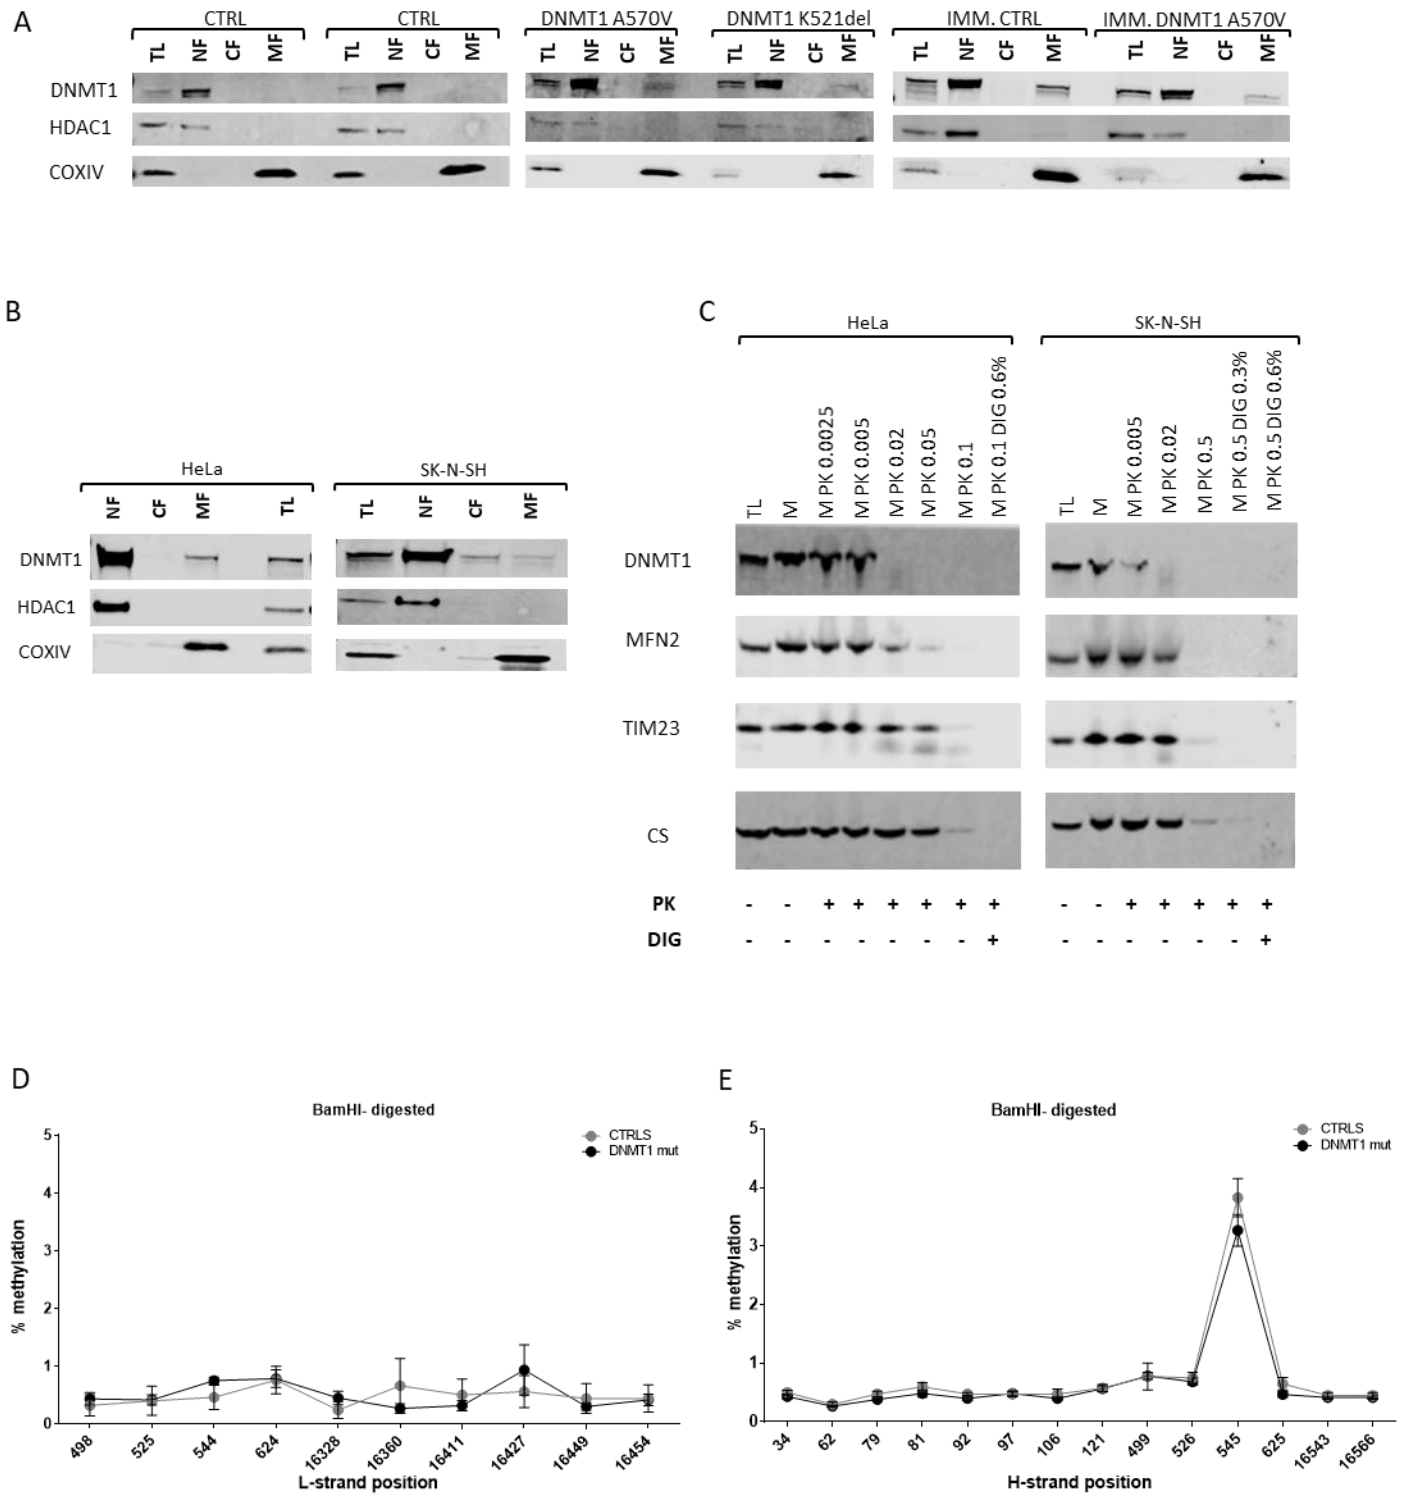 A
CTRL CTRL DNMT1 A570V DNMT1 K521del IMM. CTRL IMM. DNMT1 A570V
TL NF CF MF TL NF CF MF TL NF CF MF TL NF CF MF TL NF CF MF TL NF CF MF
DNMT1
HDAC1
COXIV
B
HeLa SK-N-SH
NF CF MF TL TL NF CF MF
DNMT1
HDAC1
COXIV
C
HeLa SK-N-SH
TL M M PK 0.0025 M PK 0.005 M PK 0.02 M PK 0.05 M PK 0.1 M PK 0.1 DIG 0.6% TL M M PK 0.005 M PK 0.02 M PK 0.5 M PK 0.5 DIG 0.3% M PK 0.5 DIG 0.6%
DNMT1
MFN2
TIM23
CS
PK - - + + + + + + - - + + + + +
DIG - - - - - - - + - - - - - - +
D
BamHI- digested
CTRLS
DNMT1 mut
% methylation
5
4
3
2
1
0
498 525 544 624 16328 16360 16411 16427 16449 16454
L-strand position
E
BamHI- digested
CTRLS
DNMT1 mut
% methylation
5
4
3
2
1
0
34 62 79 81 92 97 106 121 499 526 545 625 16543 16566
H-strand position